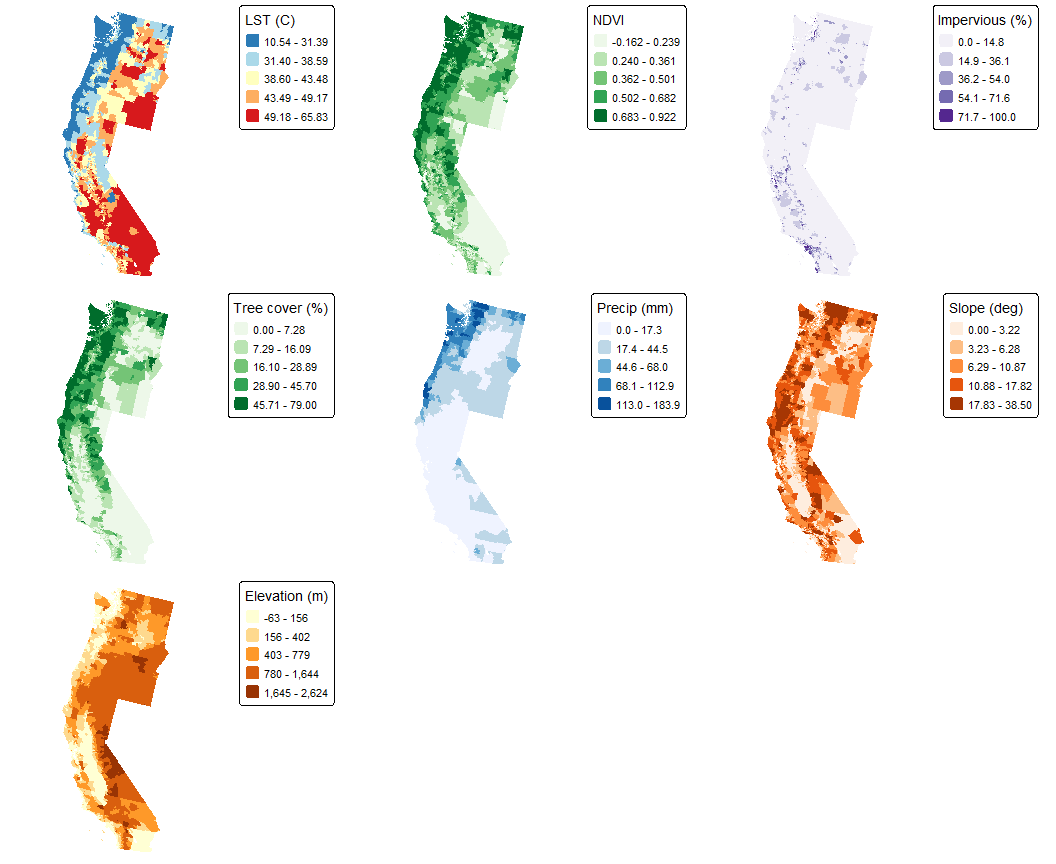 LST (C)
10.54 - 31.39
31.40 - 38.59
38.60 - 43.48
43.49 - 49.17
49.18 - 65.83
NDVI
-0.162 - 0.239
0.240 - 0.361
0.362 - 0.501
0.502 - 0.682
0.683 - 0.922
Impervious (%)
0.0 - 14.8
14.9 - 36.1
36.2 - 54.0
54.1 - 71.6
71.7 - 100.0
Tree cover (%)
0.00 - 7.28
7.29 - 16.09
16.10 - 28.89
28.90 - 45.70
45.71 - 79.00
Precip (mm)
0.0 - 17.3
17.4 - 44.5
44.6 - 68.0
68.1 - 112.9
113.0 - 183.9
Slope (deg)
0.00 - 3.22
3.23 - 6.28
6.29 - 10.87
10.88 - 17.82
17.83 - 38.50
Elevation (m)
-63 - 156
156 - 402
403 - 779
780 - 1,644
1,645 - 2,624